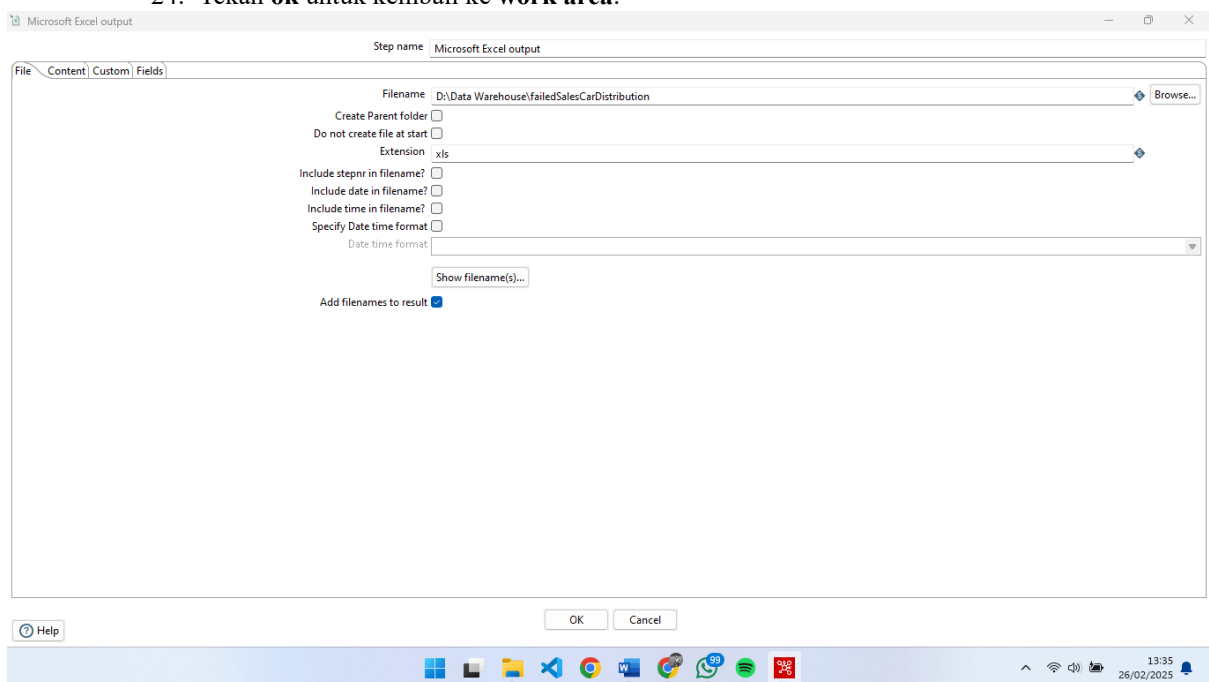 24. Tekan ok untuk kembali ke work area.
Microsoft Excel output
Step name Microsoft Excel output
File Content Custom Fields
Filename D:\Data Warehouse\failedSalesCarDistribution Browse...
Create Parent folder
Do not create file at start
Extension xls
Include stepnr in filename?
Include date in filename?
Include time in filename?
Specify Date time format
Date time format
Show filename(s)...
Add filenames to result
OK Cancel
Help
99
13:35
26/02/2025